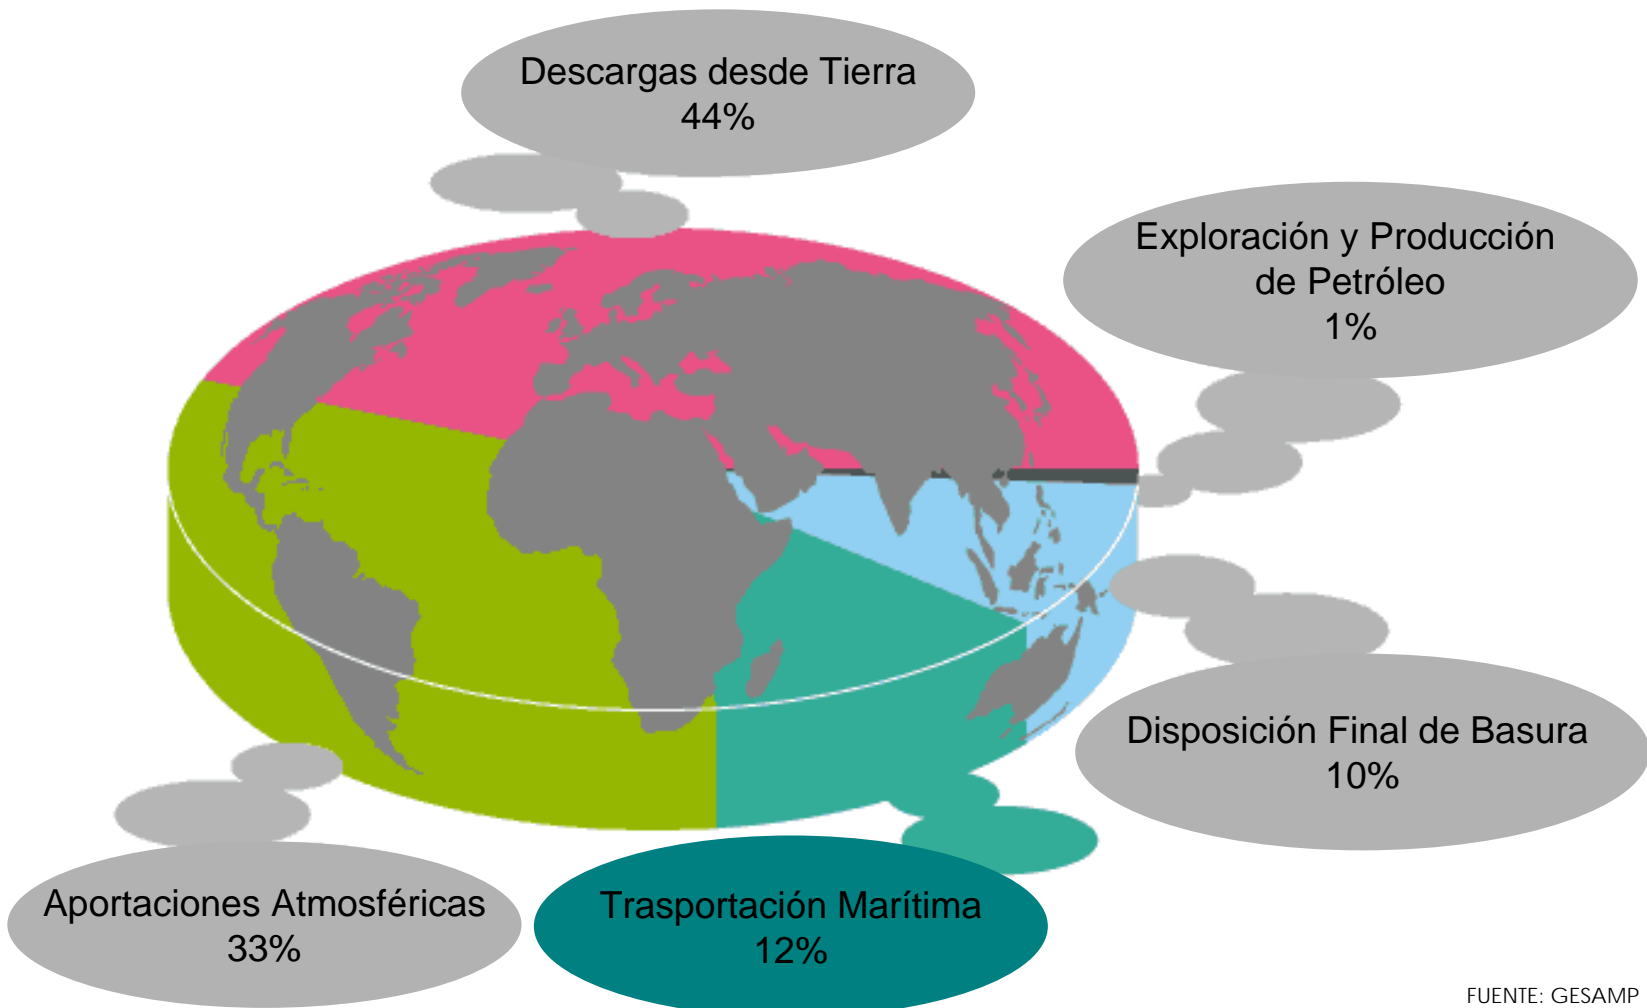 Descargas desde Tierra
44%
Exploración y Producción
de Petróleo
1%
Disposición Final de Basura
10%
Trasportación Marítima
12%
Aportaciones Atmosféricas
33%
FUENTE: GESAMP